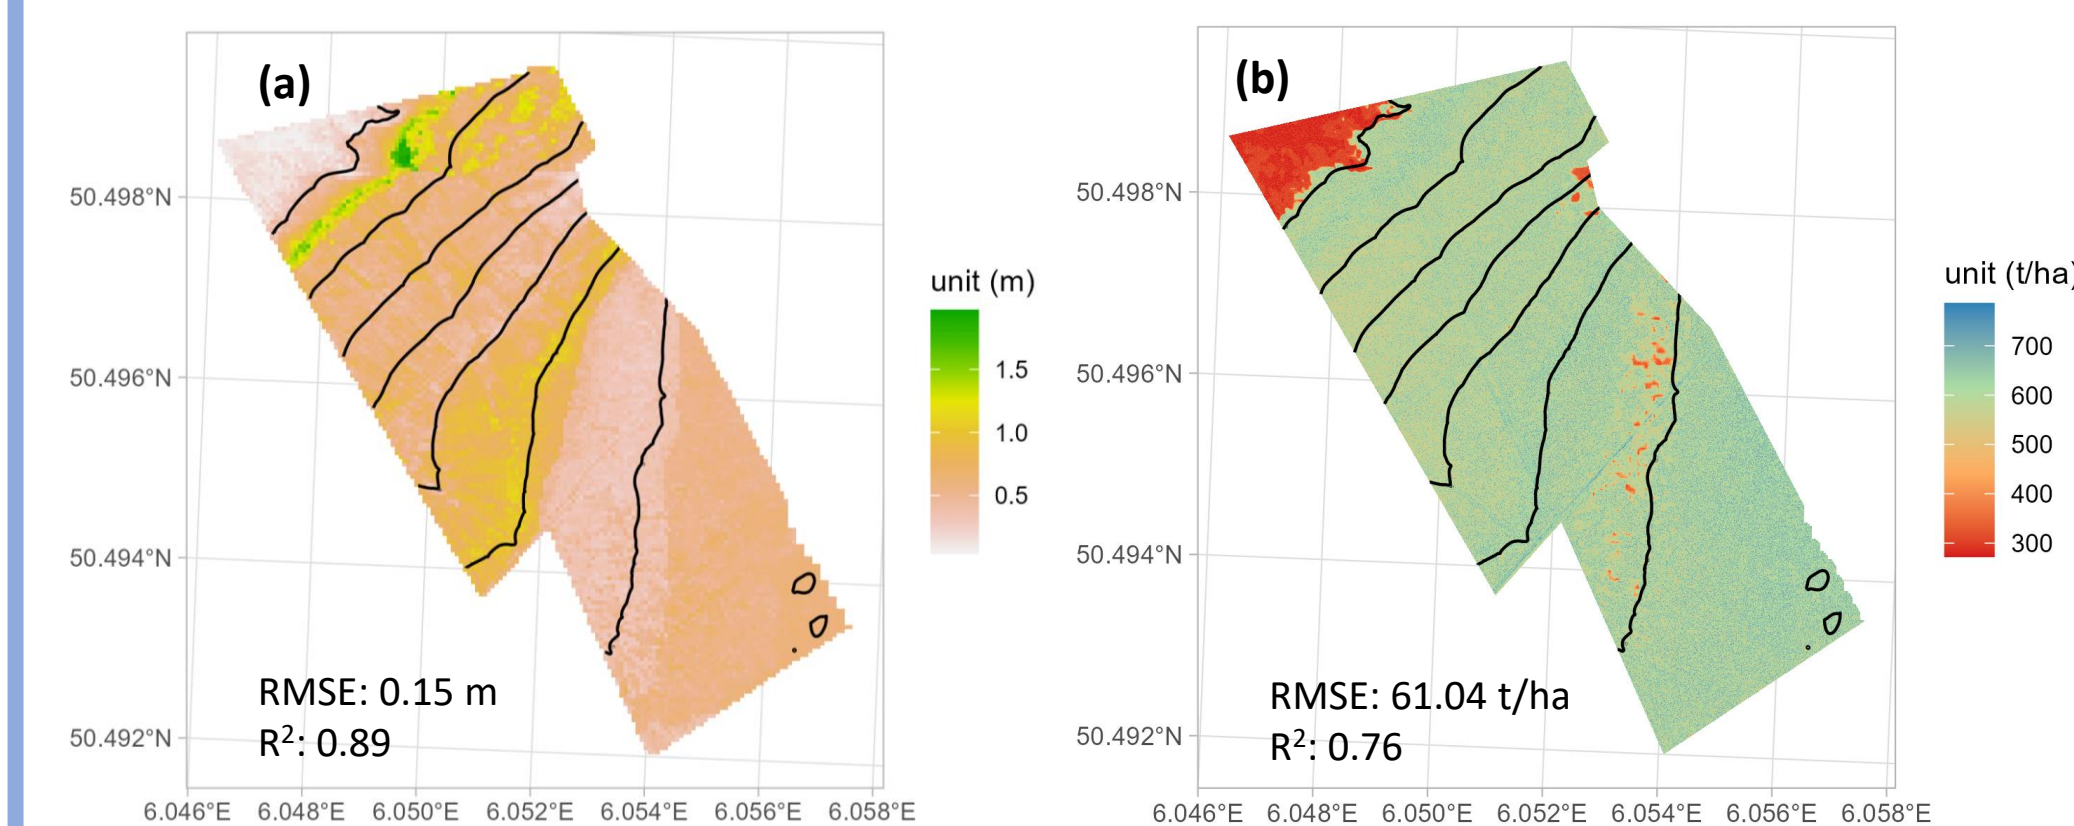 (a)
50.498°N
50.496°N
50.494°N
50.492°N
6.046°E 6.048°E 6.050°E 6.052°E 6.054°E 6.056°E 6.058°E
RMSE: 0.15 m
R²: 0.89
unit (m)
1.5
1.0
0.5
(b)
50.498°N
50.496°N
50.494°N
50.492°N
6.046°E 6.048°E 6.050°E 6.052°E 6.054°E 6.056°E 6.058°E
RMSE: 61.04 t/ha
R²: 0.76
unit (t/ha)
700
600
500
400
300